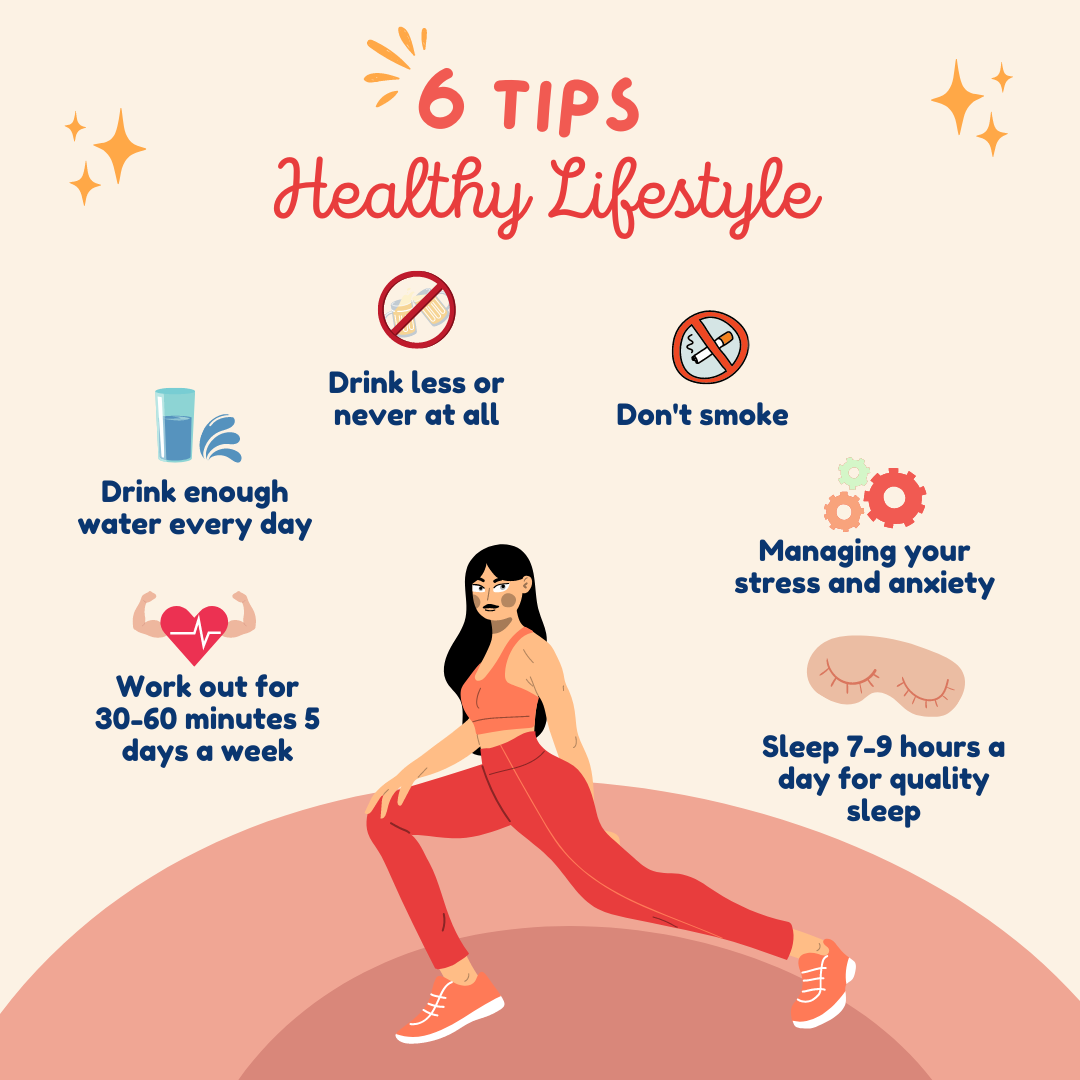 6 TIPS
Healthy Lifestyle
Drink less or
never at all
Don't smoke
Drink enough
water every day
Managing your
stress and anxiety
Work out for
30-60 minutes 5
days a week
Sleep 7-9 hours a
day for quality
sleep